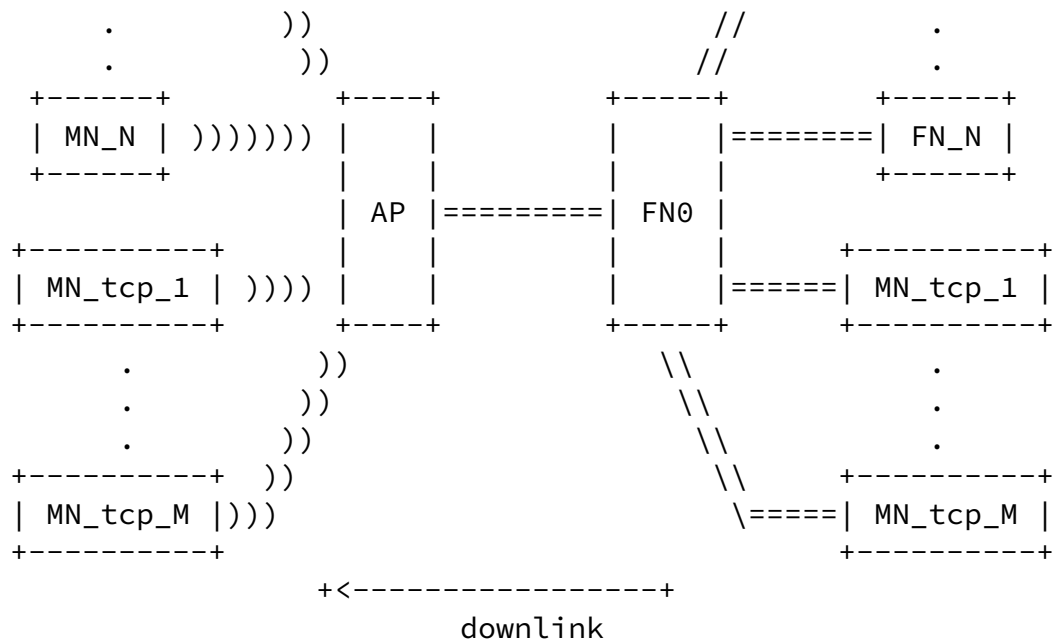 .         ))                       //           .
        .          ))                     //            .
    +------+         +----+         +-----+        +------+
    | MN_N | ))))))) |    |         |     |========| FN_N |
    +------+         |    |         |     |        +------+
                     | AP |=========| FN0 |
   +----------+      |    |         |     |      +----------+
   | MN_tcp_1 | )))) |    |         |     |======| MN_tcp_1 |
   +----------+      +----+         +-----+      +----------+
         .          ))                 \\               .
         .         ))                   \\              .
         .        ))                     \\             .
   +----------+  ))                       \\     +----------+
   | MN_tcp_M |)))                         \=====| MN_tcp_M |
   +----------+                                  +----------+
                    +<-----------------+
                            downlink